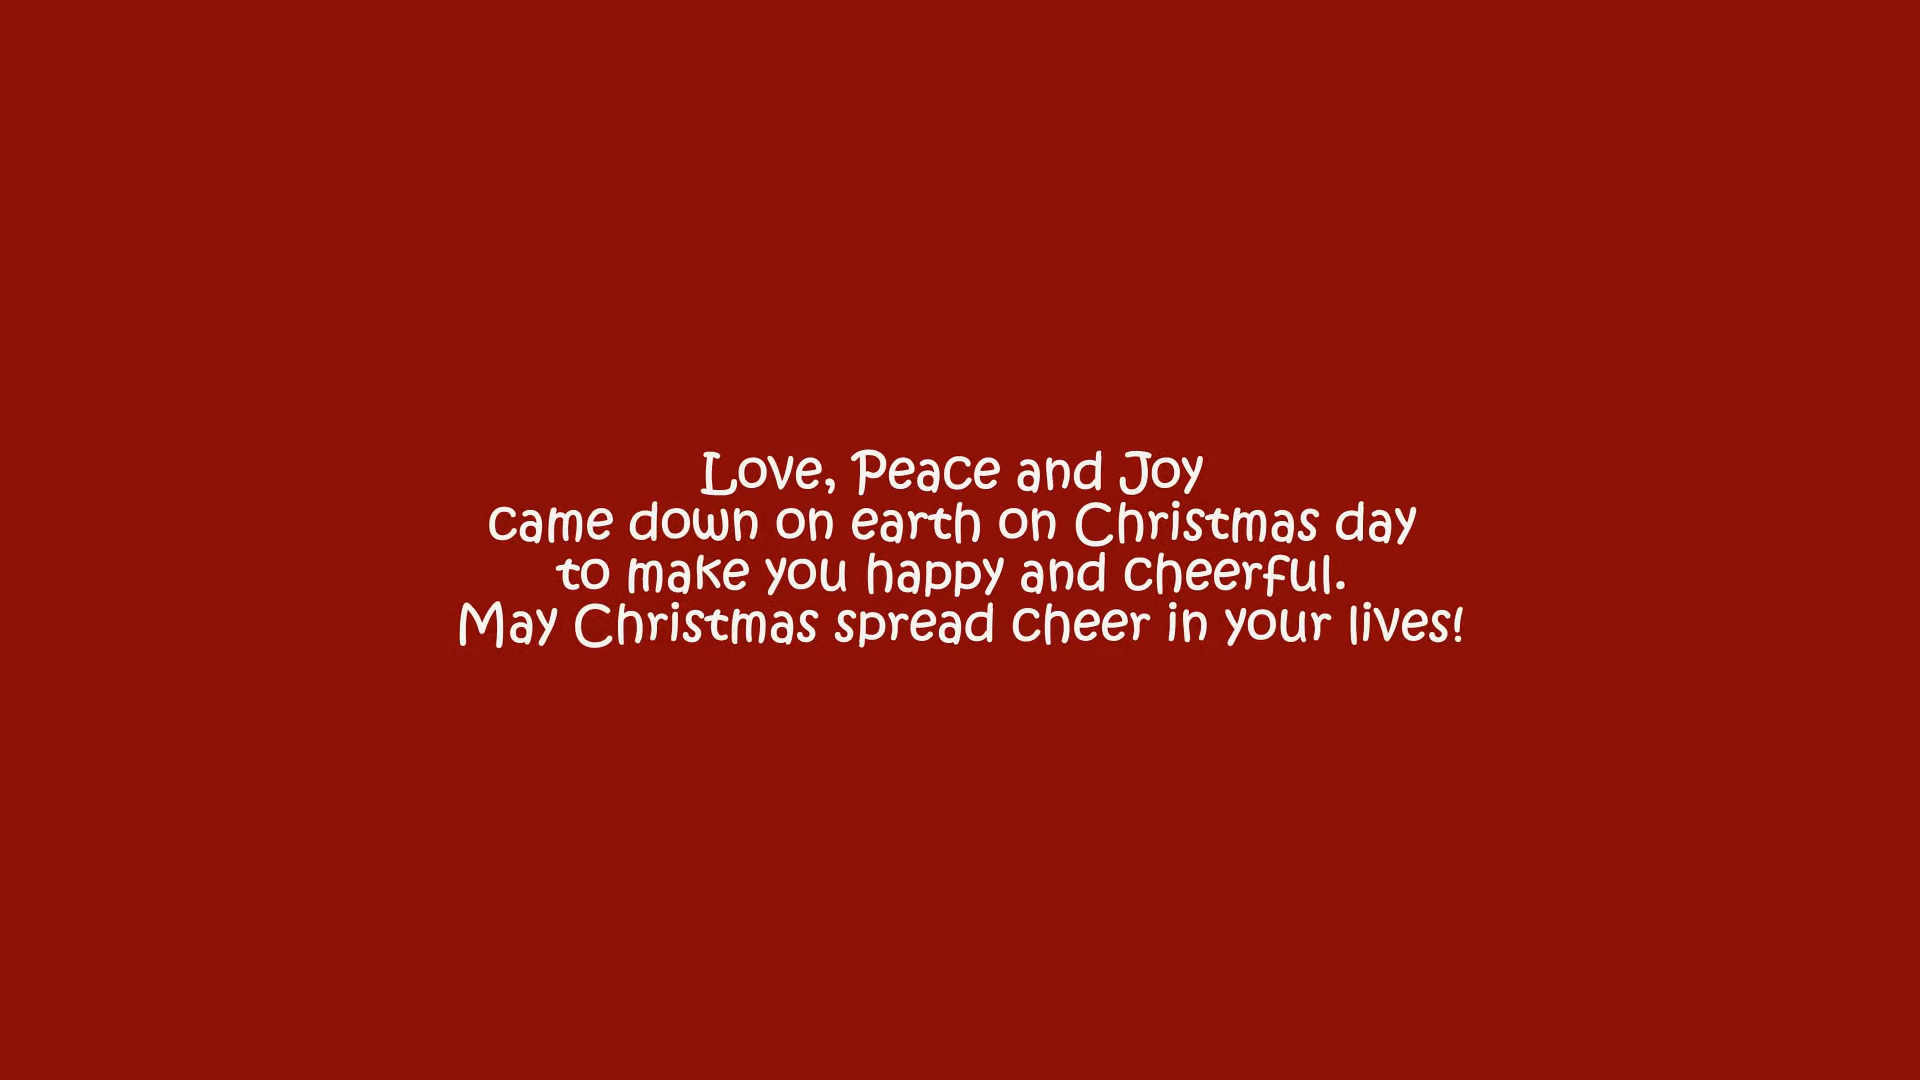 Love, Peace and Joy
came down on earth on Christmas day
to make you happy and cheerful.
May Christmas spread cheer in your lives!